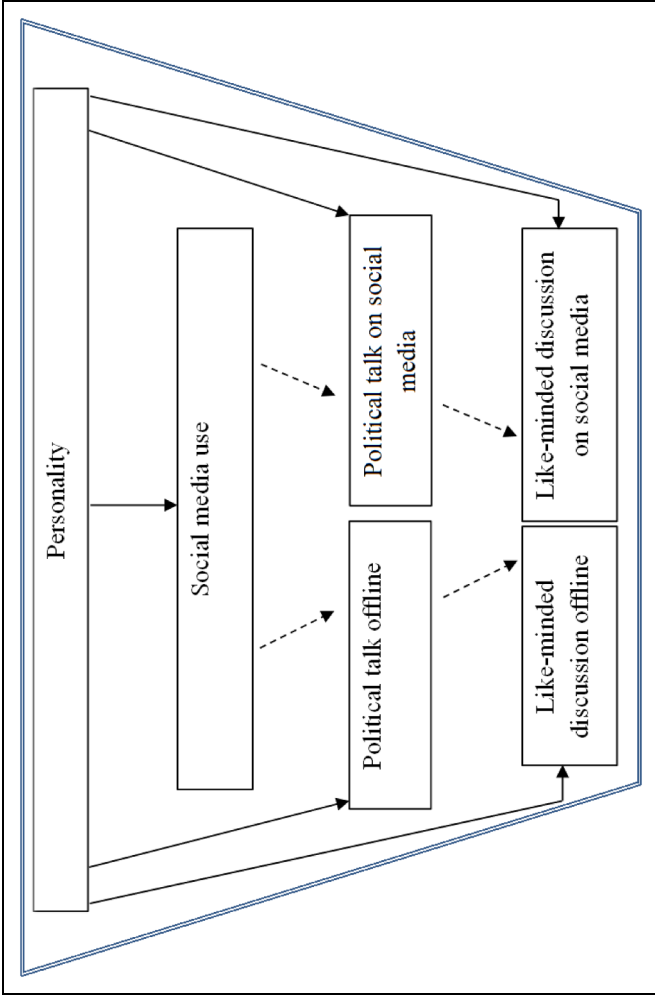 Personality
Social media use
Political talk offline
Political talk on social
media
Like-minded
discussion offline
Like-minded discussion
on social media